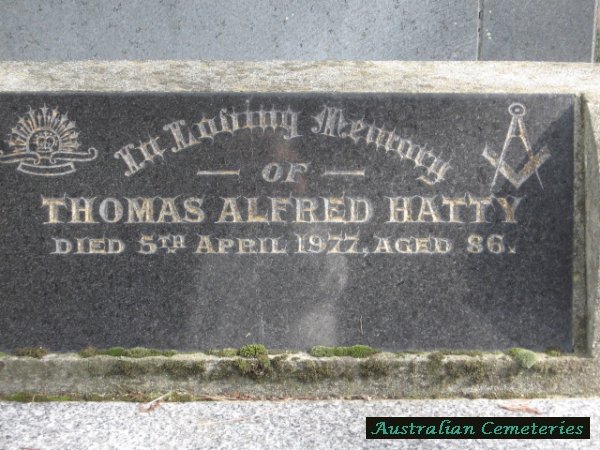 In Loving Memory
OF
THOMAS ALFRED HATTY
DIED 5TH APRIL 1977, AGED 86.
Australian Cemeteries